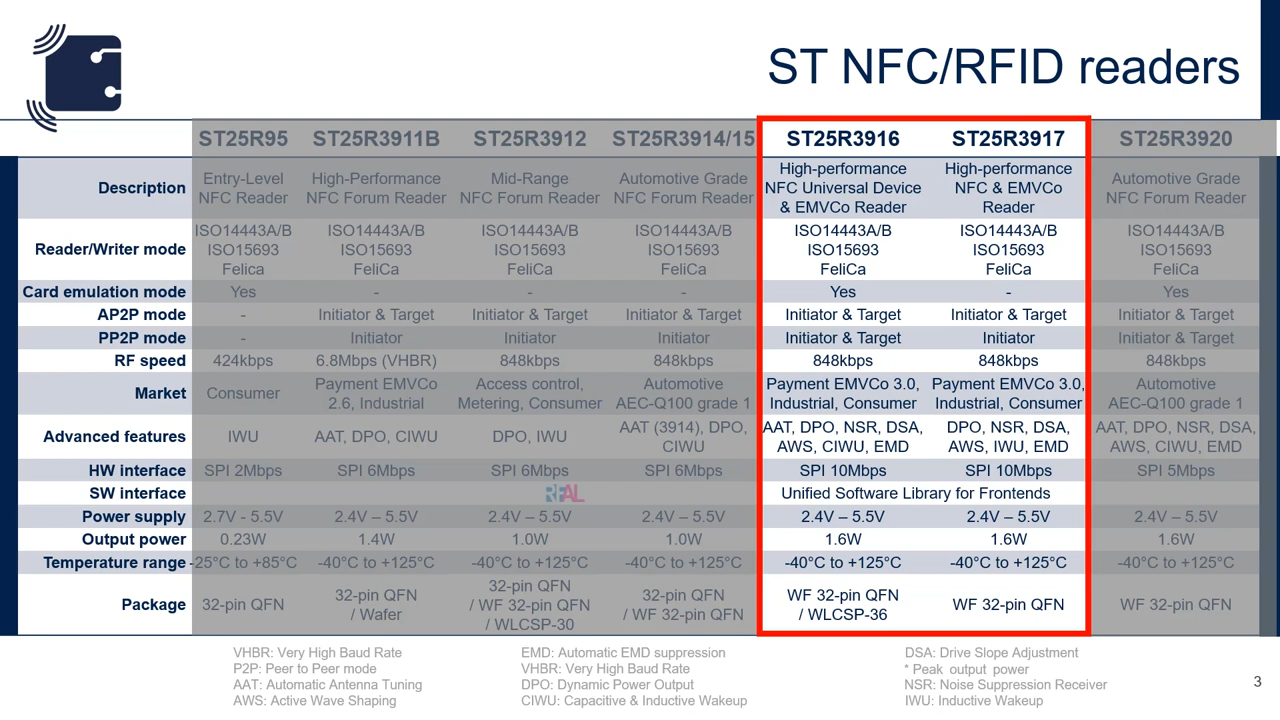 ST NFC/RFID readers
ST25R95 ST25R3911B ST25R3912 ST25R3914/15 ST25R3916 ST25R3917 ST25R3920
Description
Entry-Level
NFC Reader
High-Performance
NFC Forum Reader
Mid-Range
NFC Forum Reader
Automotive Grade
NFC Forum Reader
High-performance
NFC Universal Device
& EMVCo Reader
High-performance
NFC & EMVCo
Reader
Automotive Grade
NFC Forum Reader
Reader/Writer mode
ISO14443A/B
ISO15693
Felica
ISO14443A/B
ISO15693
FeliCa
ISO14443A/B
ISO15693
FeliCa
ISO14443A/B
ISO15693
FeliCa
ISO14443A/B
ISO15693
FeliCa
ISO14443A/B
ISO15693
FeliCa
ISO14443A/B
ISO15693
FeliCa
Card emulation mode Yes - - - Yes - Yes
AP2P mode - Initiator & Target Initiator & Target Initiator & Target Initiator & Target Initiator & Target Initiator & Target
PP2P mode - Initiator Initiator Initiator Initiator & Target Initiator Initiator & Target
RF speed 424kbps 6.8Mbps (VHBR) 848kbps 848kbps 848kbps 848kbps 848kbps
Market
Consumer
Payment EMVCo
2.6, Industrial
Access control,
Metering, Consumer
Automotive
AEC-Q100 grade 1
Payment EMVCo 3.0,
Industrial, Consumer
Payment EMVCo 3.0,
Industrial, Consumer
Automotive
AEC-Q100 grade 1
Advanced features
IWU
AAT, DPO, CIWU
DPO, IWU
AAT (3914), DPO,
CIWU
AAT, DPO, NSR, DSA,
AWS, CIWU, EMD
DPO, NSR, DSA,
AWS, IWU, EMD
AAT, DPO, NSR, DSA,
AWS, CIWU, EMD
HW interface SPI 2Mbps SPI 6Mbps SPI 6Mbps SPI 6Mbps SPI 10Mbps SPI 10Mbps SPI 5Mbps
SW interface RFAL Unified Software Library for Frontends
Power supply 2.7V - 5.5V 2.4V – 5.5V 2.4V – 5.5V 2.4V – 5.5V 2.4V – 5.5V 2.4V – 5.5V 2.4V – 5.5V
Output power 0.23W 1.4W 1.0W 1.0W 1.6W 1.6W 1.6W
Temperature range -25°C to +85°C -40°C to +125°C -40°C to +125°C -40°C to +125°C -40°C to +125°C -40°C to +125°C -40°C to +125°C
Package
32-pin QFN
32-pin QFN
/ Wafer
32-pin QFN
/ WF 32-pin QFN
/ WLCSP-30
32-pin QFN
/ WF 32-pin QFN
WF 32-pin QFN
/ WLCSP-36
WF 32-pin QFN
WF 32-pin QFN
VHBR: Very High Baud Rate
P2P: Peer to Peer mode
AAT: Automatic Antenna Tuning
AWS: Active Wave Shaping
EMD: Automatic EMD suppression
VHBR: Very High Baud Rate
DPO: Dynamic Power Output
CIWU: Capacitive & Inductive Wakeup
DSA: Drive Slope Adjustment
* Peak output power
NSR: Noise Suppression Receiver
IWU: Inductive Wakeup
3